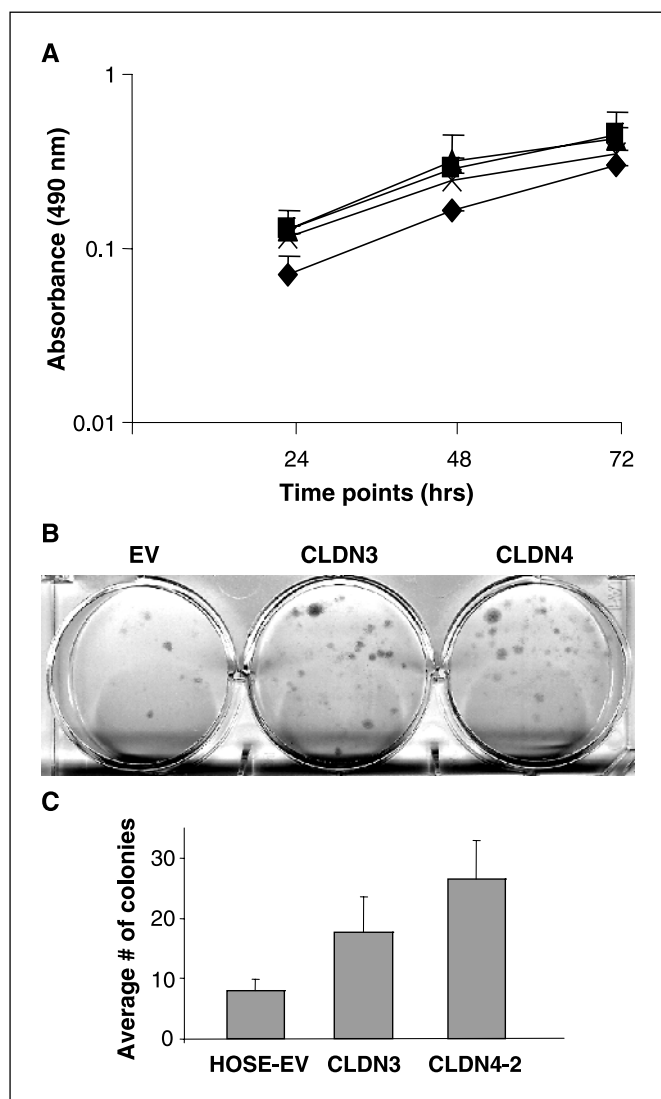 A
1
0.1
0.01
Absorbance (490 nm)
24 48 72
Time points (hrs)
B
EV CLDN3 CLDN4
C
Average # of colonies
30
20
10
0
HOSE-EV CLDN3 CLDN4-2